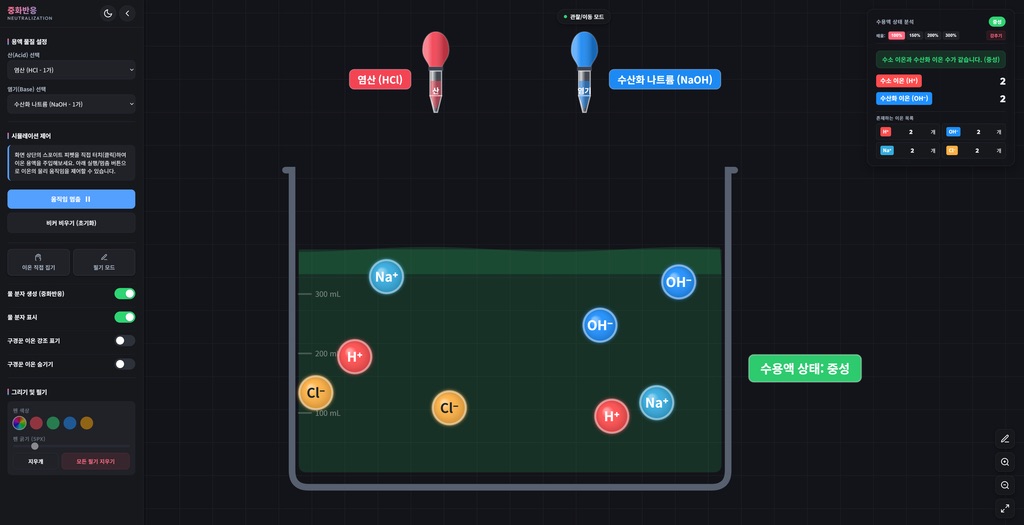 중화반응
NEUTRALIZATION
용액 물질 설정
산(Acid) 선택
염산 (HCl - 1가)
염기(Base) 선택
수산화 나트륨 (NaOH - 1가)
시뮬레이션 제어
화면 상단의 스포이트 피펫을 직접 터치(클릭)하여
이온 용액을 주입해보세요. 아래 실행/멈춤 버튼으
로 이온의 물리 움직임을 제어할 수 있습니다.
움직임 멈춤
비커 비우기 (초기화)
이온 직접 잡기
필기 모드
물 분자 생성 (중화반응)
물 분자 표시
구경꾼 이온 강조 표기
구경꾼 이온 숨기기
그리기 및 필기
펜 색상
펜 굵기 (3PX)
지우개
모든 필기 지우기
관찰/이동 모드
염산 (HCl)
산
염기
수산화 나트륨 (NaOH)
300 mL
200 m
100 mL
Na⁺
OH⁻
OH⁻
H⁺
Cl⁻
Cl⁻
Na⁺
H⁺
수용액 상태: 중성
수용액 상태 분석
중성
배율:
100%
150%
200%
300%
감추기
수소 이온과 수산화 이온 수가 같습니다. (중성)
수소 이온 (H⁺)
2
수산화 이온 (OH⁻)
2
존재하는 이온 목록
H⁺
2
개
OH⁻
2
개
Na⁺
2
개
Cl⁻
2
개